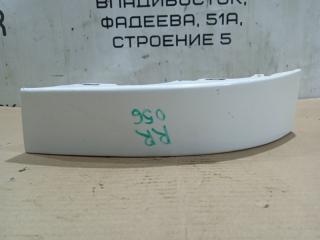 ВЛАДИВОСТОК,
ФАДЕЕВА, 51А,
СТРОЕНИЕ 5
RR
056